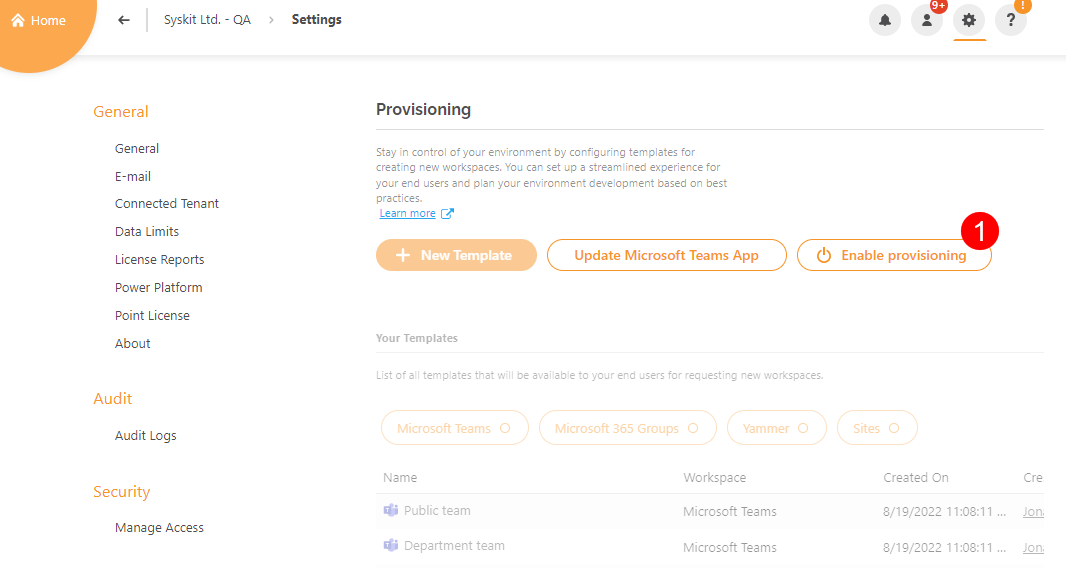 Home
Syskit Ltd. - QA > Settings
9+
!
?
General
General
E-mail
Connected Tenant
Data Limits
License Reports
Power Platform
Point License
About
Audit
Audit Logs
Security
Manage Access
Provisioning
Stay in control of your environment by configuring templates for
creating new workspaces. You can set up a streamlined experience for
your end users and plan your environment development based on best
practices.
Learn more
+ New Template
Update Microsoft Teams App
Enable provisioning
1
Your Templates
List of all templates that will be available to your end users for requesting new workspaces.
Microsoft Teams
Microsoft 365 Groups
Yammer
Sites
Name Workspace Created On Cre
Public team Microsoft Teams 8/19/2022 11:08:11 ... Jona
Department team Microsoft Teams 8/19/2022 11:08:11 ... Jona